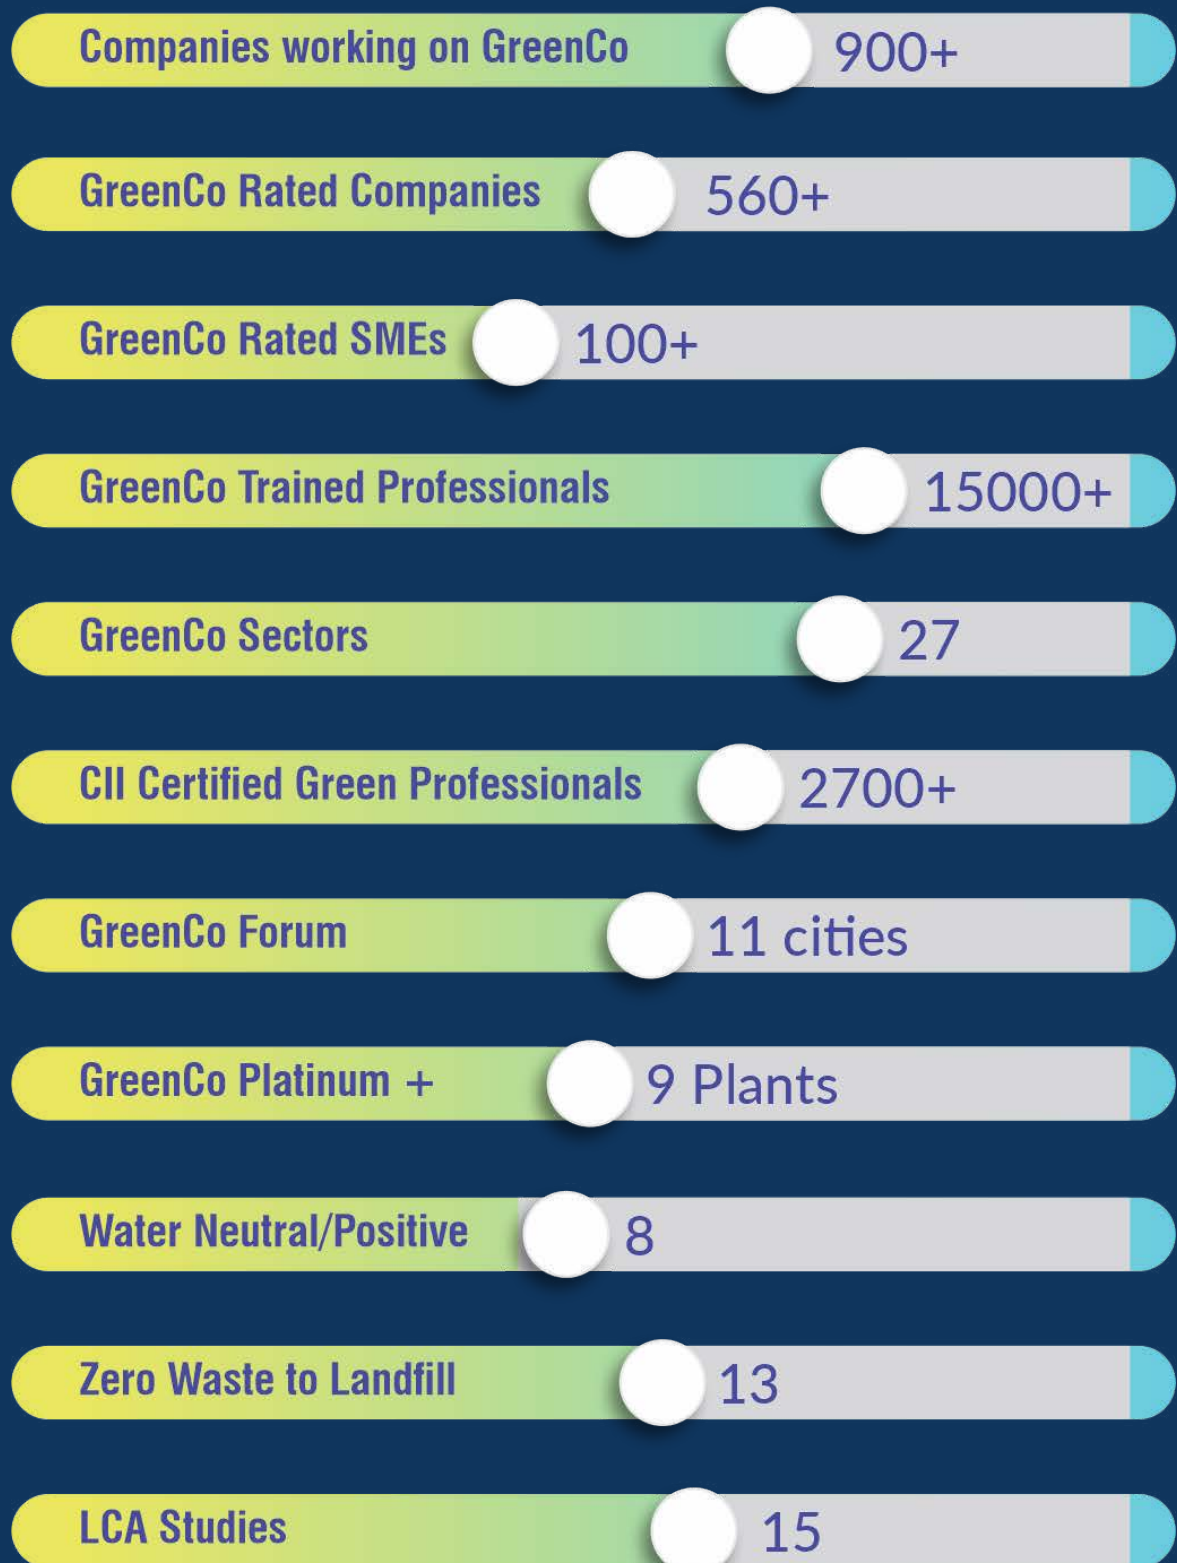 Companies working on GreenCo 900+
GreenCo Rated Companies 560+
GreenCo Rated SMEs 100+
GreenCo Trained Professionals 15000+
GreenCo Sectors 27
CII Certified Green Professionals 2700+
GreenCo Forum 11 cities
GreenCo Platinum + 9 Plants
Water Neutral/Positive 8
Zero Waste to Landfill 13
LCA Studies 15